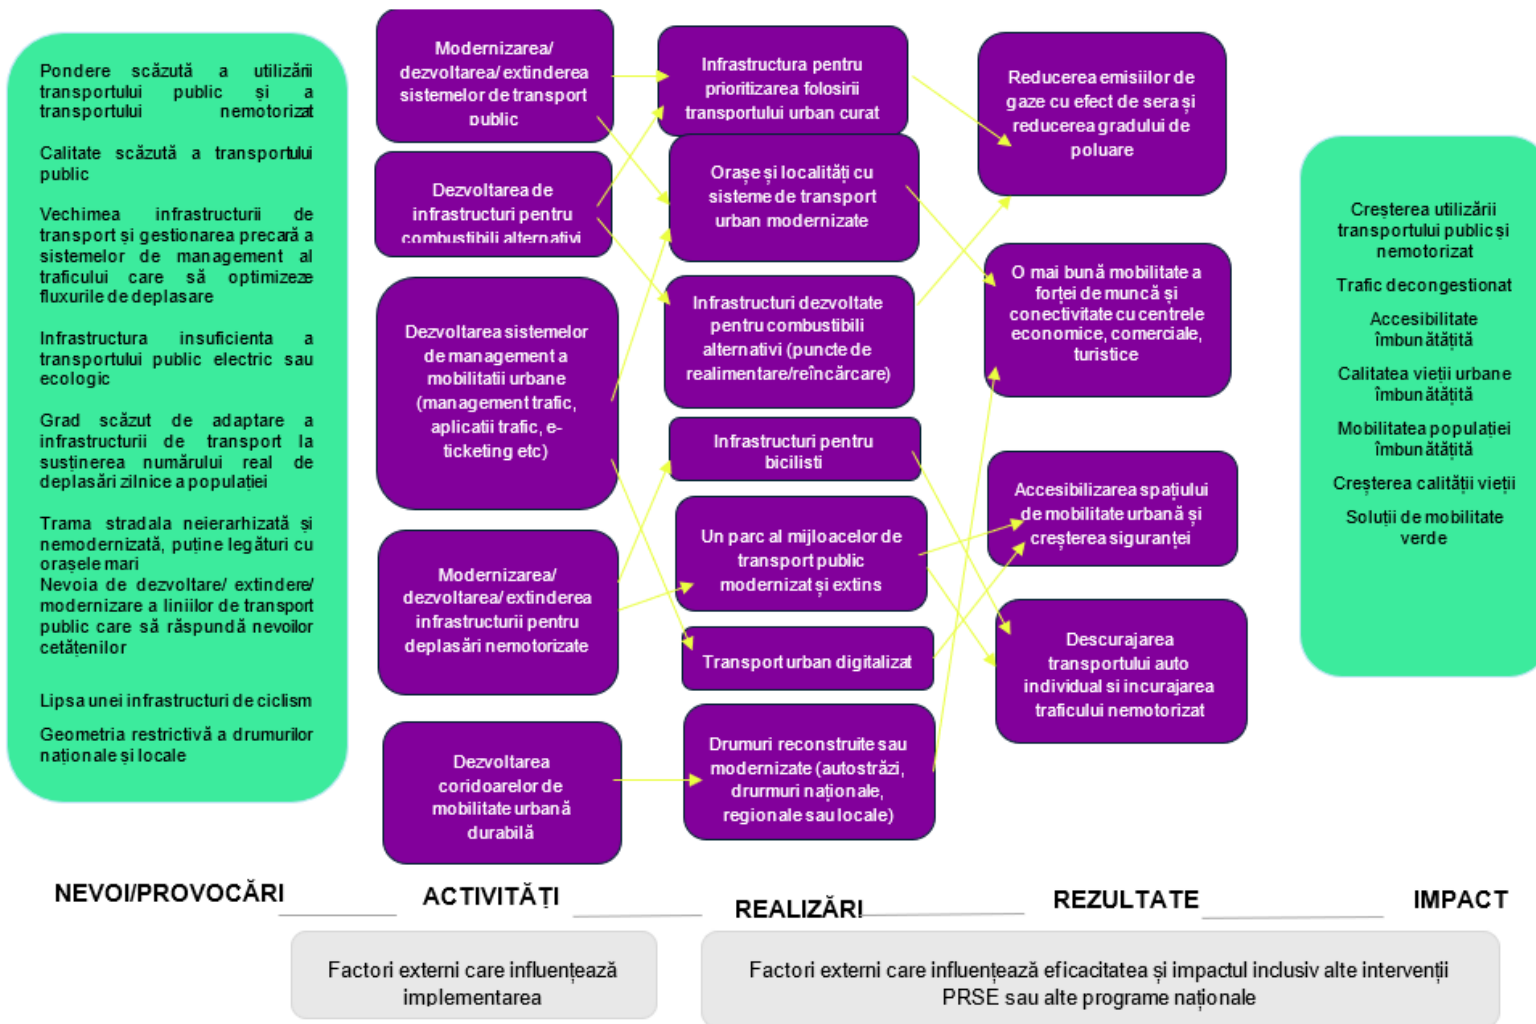 Pondere scăzută a utilizării
transportului public și a
transportului nemotorizat
Calitate scăzută a transportului
public
Vechimea infrastructurii de
transport și gestionarea precară a
sistemelor de management al
traficului care să optimizeze
fluxurile de deplasare
Infrastructura insuficienta a
transportului public electric sau
ecologic
Grad scăzut de adaptare a
infrastructurii de transport la
susținerea numărului real de
deplasări zilnice a populației
Trama stradala neierarhizată și
nemodernizată, puține legături cu
orașele mari
Nevoia de dezvoltare/ extindere/
modernizare a liniilor de transport
public care să răspundă nevoilor
cetățenilor
Lipsa unei infrastructuri de ciclism
Geometria restrictivă a drumurilor
naționale și locale
Modernizarea/
dezvoltarea/ extinderea
sistemelor de transport
public
Dezvoltarea de
infrastructuri pentru
combustibili alternativi
Dezvoltarea sistemelor
de management a
mobilitatii urbane
(management trafic,
aplicatii trafic, e-
ticketing etc)
Modernizarea/
dezvoltarea/ extinderea
infrastructurii pentru
deplasări nemotorizate
Dezvoltarea
coridoarelor de
mobilitate urbană
durabilă
Infrastructura pentru
prioritizarea folosirii
transportului urban curat
Orașe și localități cu
sisteme de transport
urban modernizate
Infrastructuri dezvoltate
pentru combustibili
alternativi (puncte de
realimentare/reîncărcare)
Infrastructuri pentru
bicilisti
Un parc al mijloacelor de
transport public
modernizat și extins
Transport urban digitalizat
Drumuri reconstruite sau
modernizate (autostrăzi,
drurmuri naționale,
regionale sau locale)
Reducerea emisiilor de
gaze cu efect de sera și
reducerea gradului de
poluare
O mai bună mobilitate a
forței de muncă și
conectivitate cu centrele
economice, comerciale,
turistice
Accesibilizarea spațiului
de mobilitate urbană și
creșterea siguranței
Descurajarea
transportului auto
individual si incurajarea
traficului nemotorizat
Creșterea utilizării
transportului public și
nemotorizat
Trafic decongestionat
Accesibilitate
îmbunătățită
Calitatea vieții urbane
îmbunătățită
Mobilitatea populației
îmbunătățită
Creșterea calității vieții
Soluții de mobilitate
verde
NEVOI/PROVOCĂRI
ACTIVITĂȚI
REALIZĂRI
REZULTATE
IMPACT
Factori externi care influențează
implementarea
Factori externi care influențează eficacitatea și impactul inclusiv alte intervenții
PRSE sau alte programe naționale